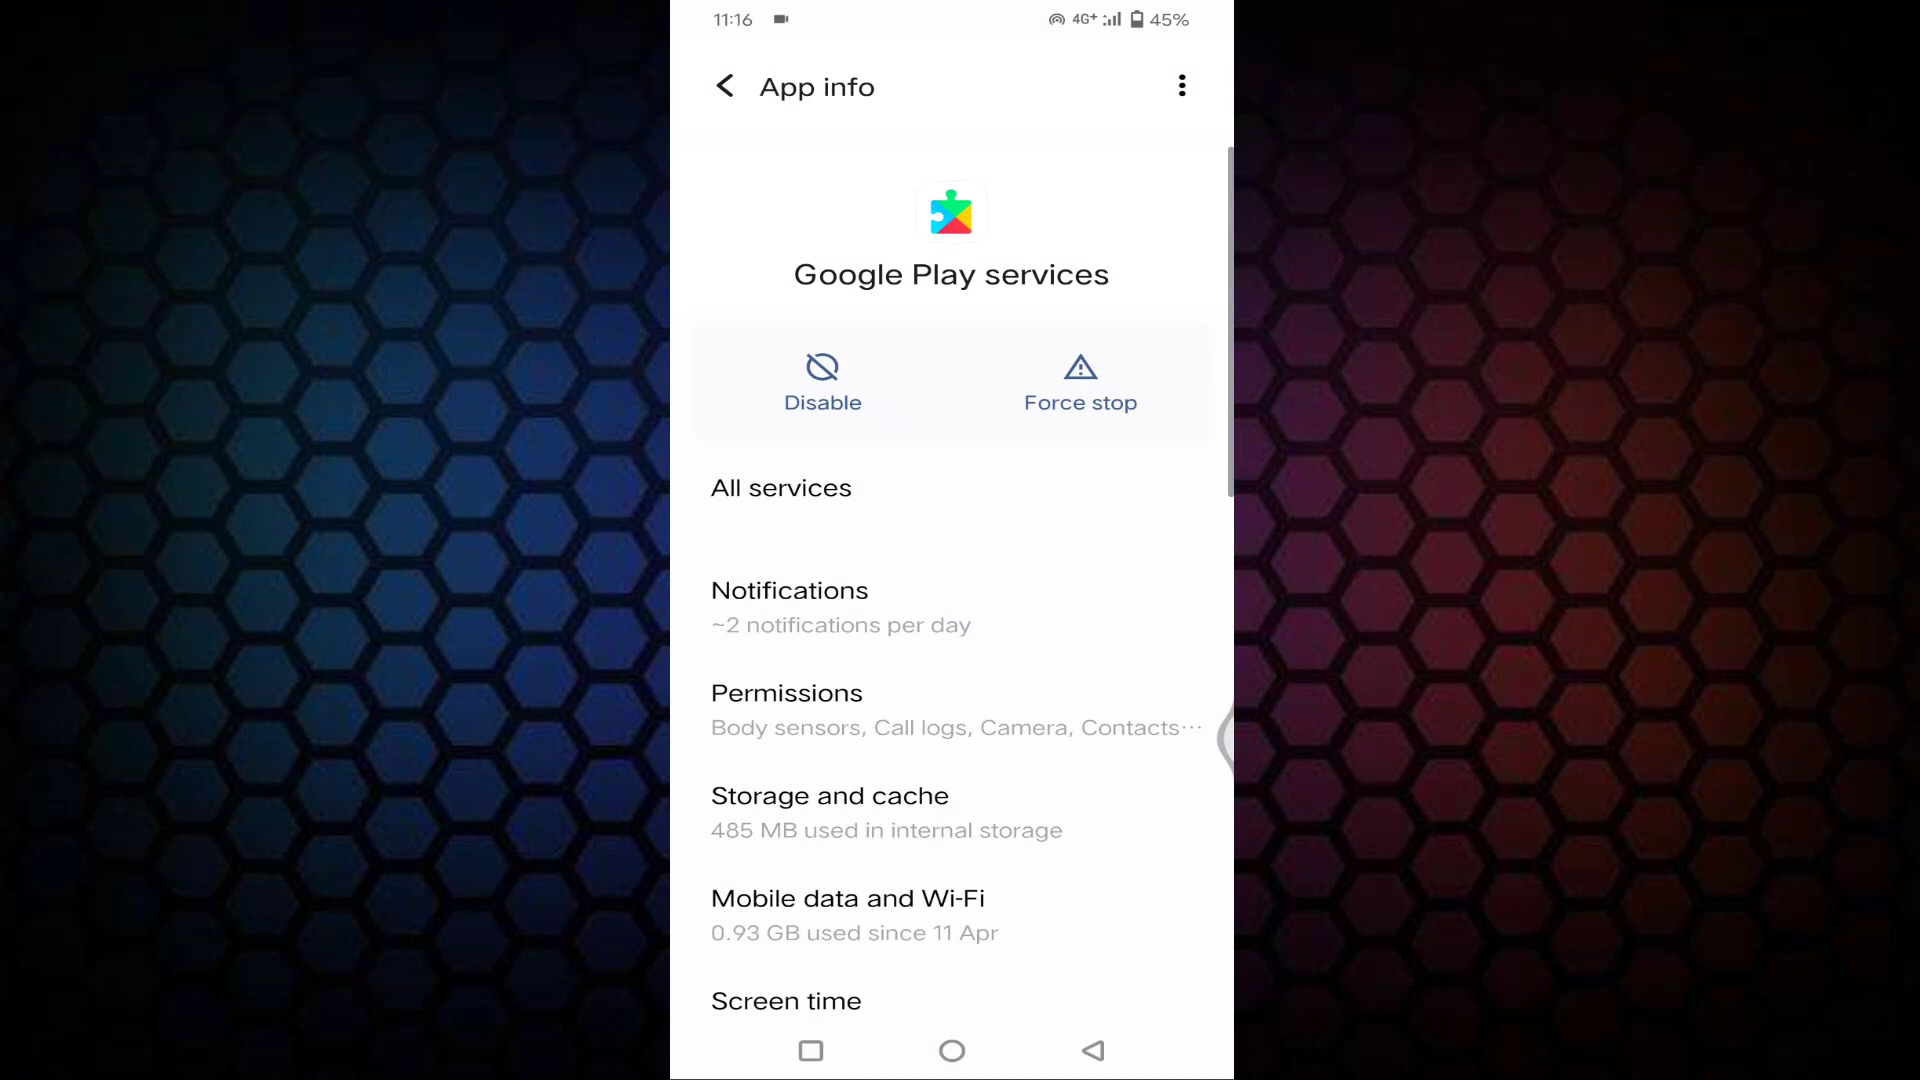 11:16 4G+ 45%
App info
Google Play services
Disable Force stop
All services
Notifications
~2 notifications per day
Permissions
Body sensors, Call logs, Camera, Contacts···
Storage and cache
485 MB used in internal storage
Mobile data and Wi-Fi
0.93 GB used since 11 Apr
Screen time